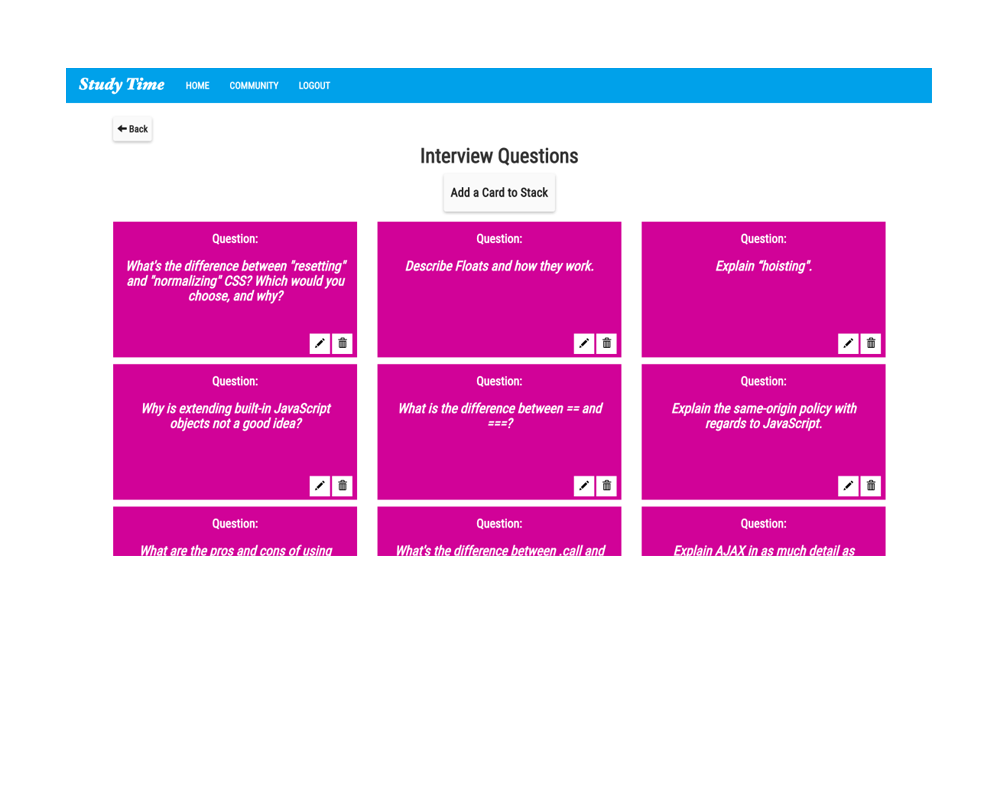 Study Time HOME COMMUNITY LOGOUT
Back
Interview Questions
Add a Card to Stack
Question:
What's the difference between "resetting"
and "normalizing" CSS? Which would you
choose, and why?
Question:
Describe Floats and how they work.
Question:
Explain “hoisting".
Question:
Why is extending built-in JavaScript
objects not a good idea?
Question:
What is the difference between == and
===?
Question:
Explain the same-origin policy with
regards to JavaScript.
Question:
What are the pros and cons of using
Question:
What's the difference between .call and
Question:
Explain AJAX in as much detail as